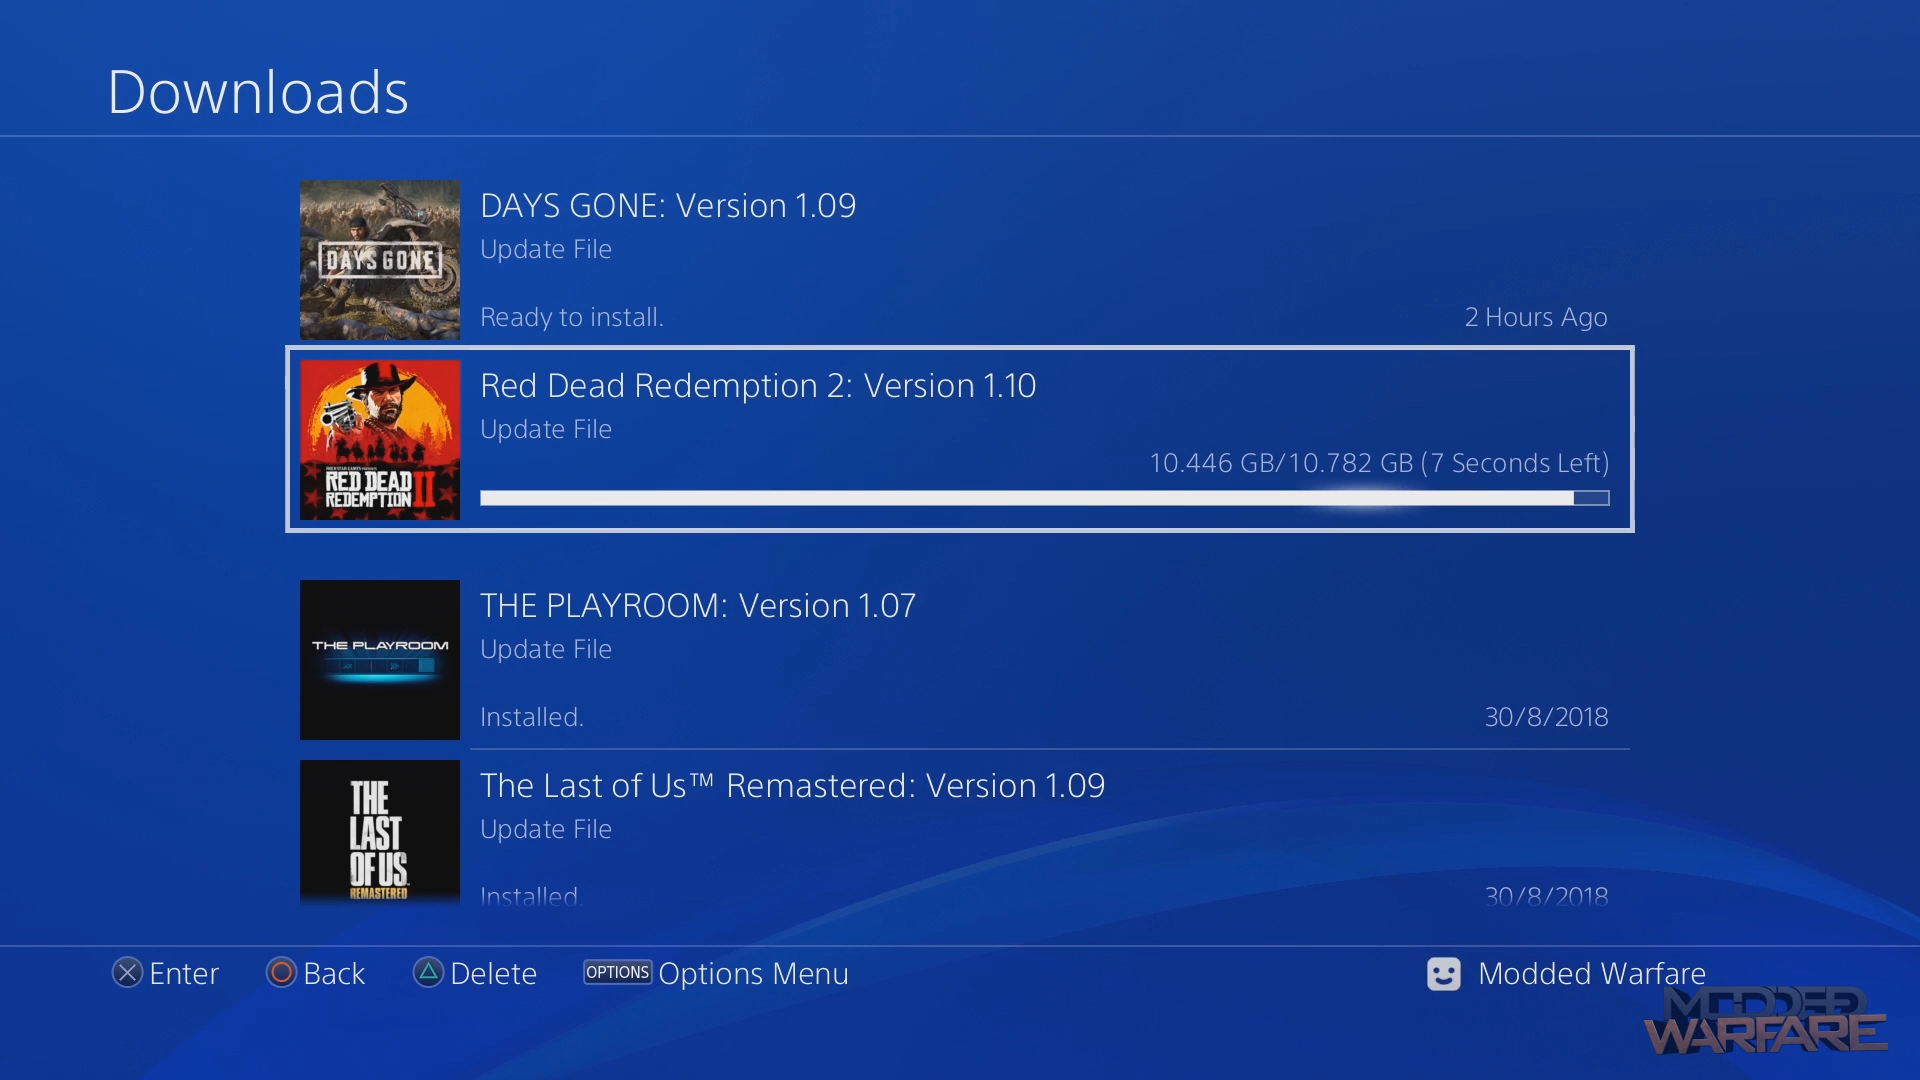 Downloads
DAYS GONE
DAYS GONE: Version 1.09
Update File
Ready to install.
2 Hours Ago
RED DEAD
REDEMPTION II
Red Dead Redemption 2: Version 1.10
Update File
10.446 GB/10.782 GB (7 Seconds Left)
THE PLAYROOM
THE PLAYROOM: Version 1.07
Update File
Installed.
30/8/2018
THE
LAST
OF US
REMASTERED
The Last of Us™ Remastered: Version 1.09
Update File
Installed.
30/8/2018
Enter
Back
Delete
OPTIONS Options Menu
Modded Warfare
MODDED
WARFARE